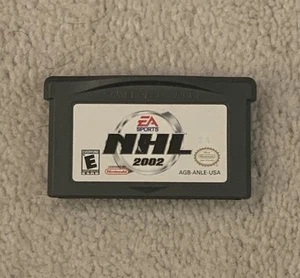 EA
SPORTS
NHL
2002
E
Nintendo
AGB-ANLE-USA